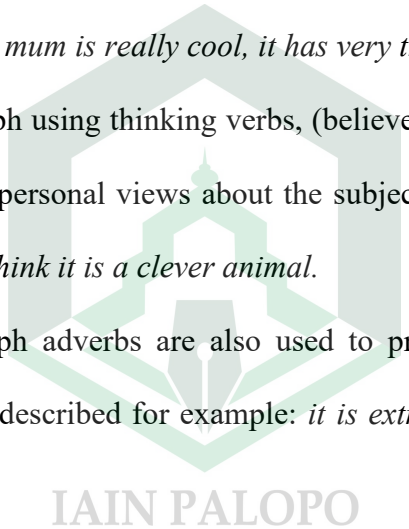 mum is really cool, it has very
using thinking verbs, (believe
personal views about the subjec
hink it is a clever animal.
ph adverbs are also used to pr
described for example: it is extr
IAIN PALOPO